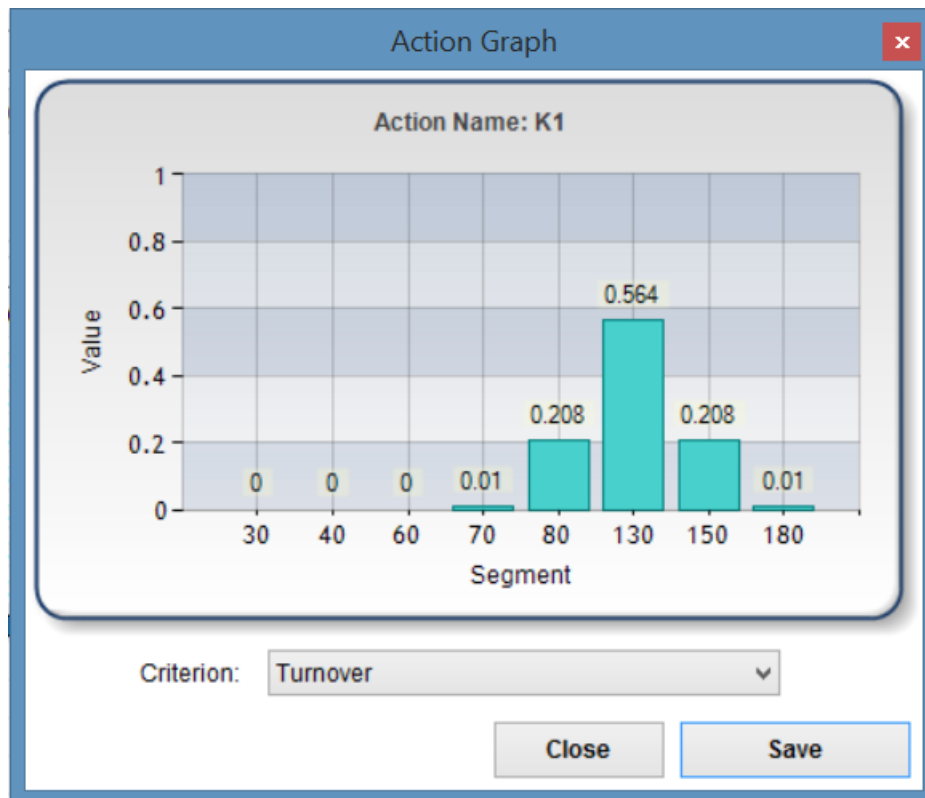 Action Graph
x
Action Name: K1
1
0.8
0.6
0.4
0.2
0
Value
0
0
0
0.01
0.208
0.564
0.208
0.01
30 40 60 70 80 130 150 180
Segment
Criterion: Turnover
Close Save